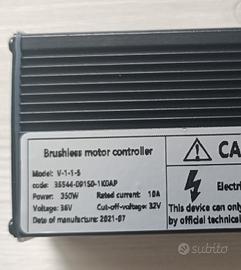 Brushless motor controller
Model: V-1-1-5
code: 35544-09150-1K0AP
Power: 350W Rated current: 10A
Voltage: 36V Cut-off-voltage: 32V
Date of manufacture: 2021-07
CA
Electri
This device can only
by official technical
subito